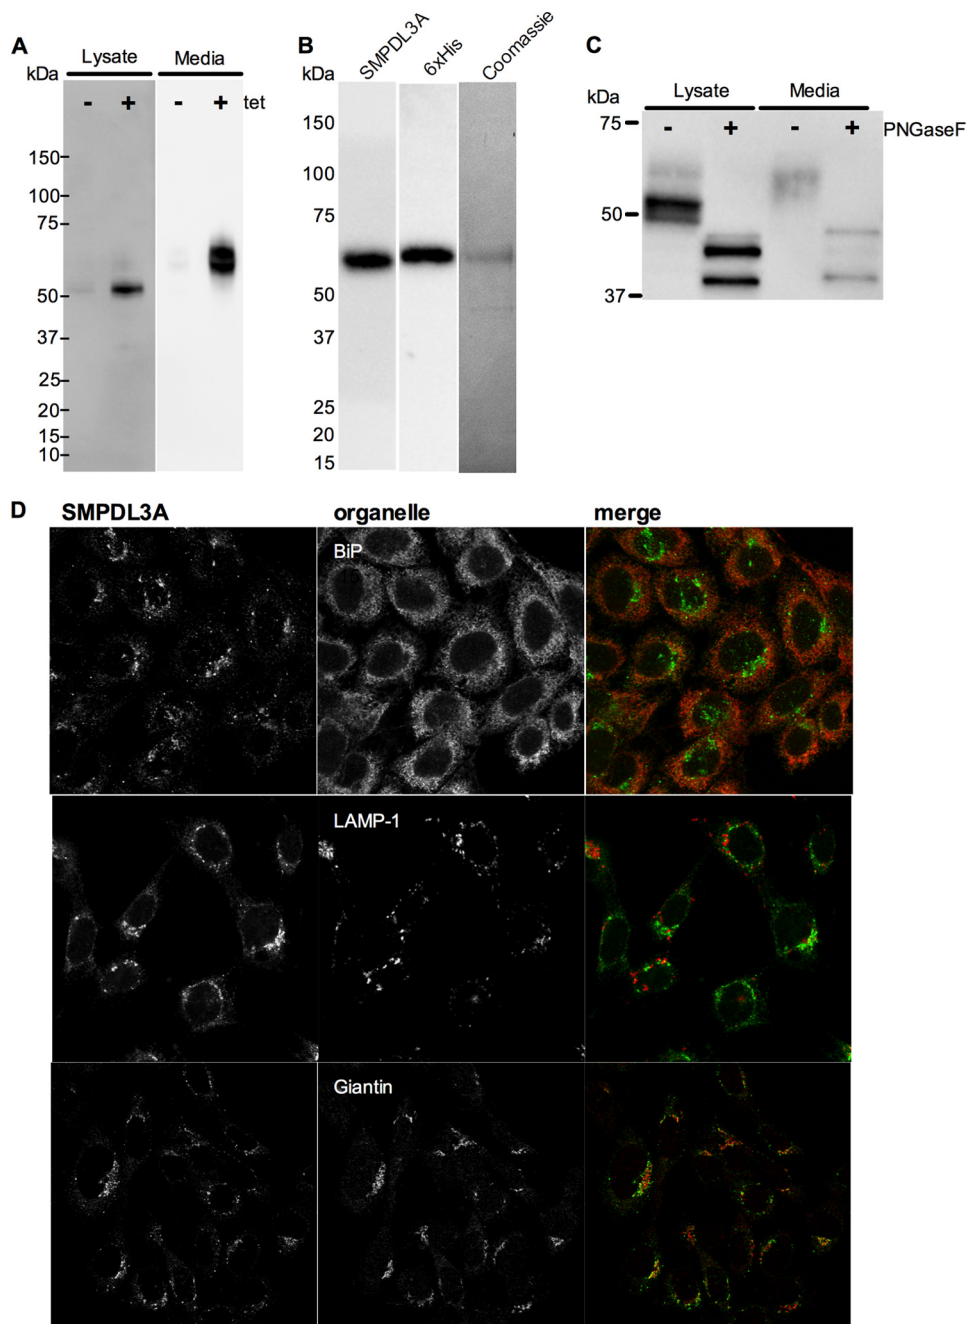 A
Lysate Media
kDa
- + - + tet
150
100
75
50
37
25
20
15
10
B
SMPDL3A 6xHis Coomassie
kDa
150
100
75
50
37
25
20
15
C
Lysate Media
kDa
75
- + - + PNGaseF
50
37
D
SMPDL3A organelle merge
BiP
LAMP-1
Giantin